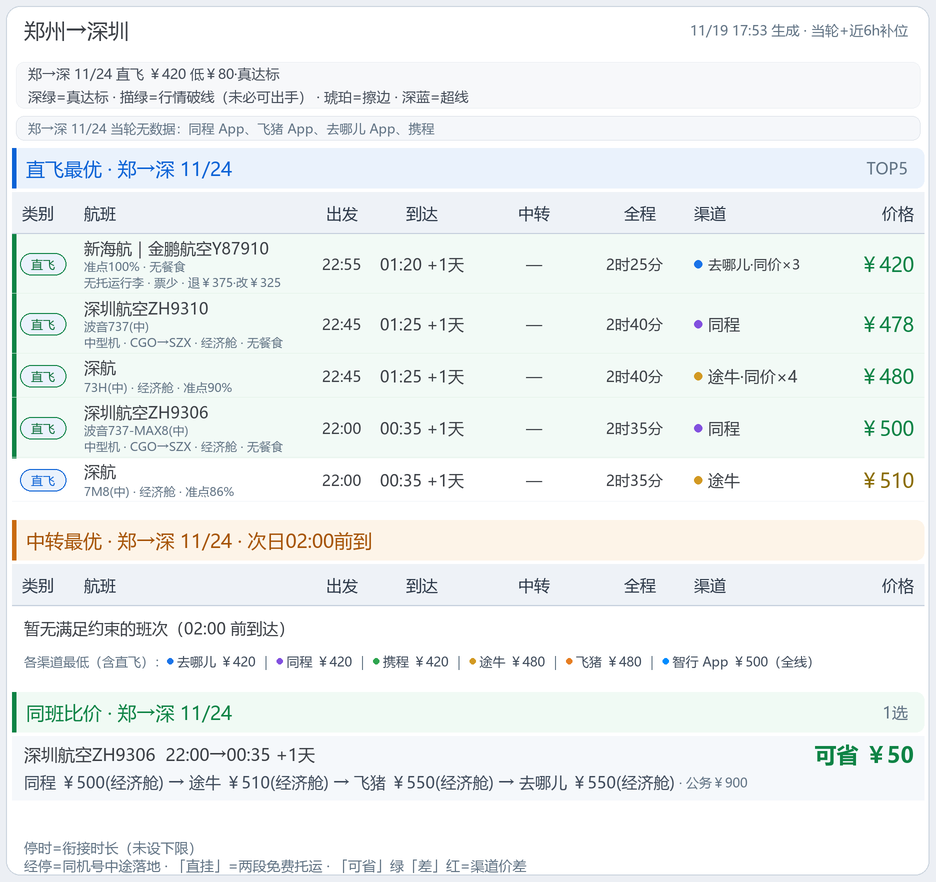 郑州→深圳
11/19 17:53 生成 · 当轮+近6h补位
郑→深 11/24 直飞 ￥420 低￥80·真达标
深绿=真达标 · 描绿=行情破线（未必可出手） · 琥珀=擦边 · 深蓝=超线
郑→深 11/24 当轮无数据：同程 App、飞猪 App、去哪儿 App、携程
直飞最优 · 郑→深 11/24 TOP5
类别 航班 出发 到达 中转 全程 渠道 价格
新海航｜金鹏航空Y87910
直飞 准点100% · 无餐食 22:55 01:20 +1天 — 2时25分 去哪儿·同价×3 ￥420
无托运行李 · 票少 · 退￥375·改￥325
深圳航空ZH9310
直飞 波音737(中) 22:45 01:25 +1天 — 2时40分 同程 ￥478
中型机 · CGO→SZX · 经济舱 · 无餐食
深航
直飞 73H(中) · 经济舱 · 准点90% 22:45 01:25 +1天 — 2时40分 途牛·同价×4 ￥480
深圳航空ZH9306
直飞 波音737-MAX8(中) 22:00 00:35 +1天 — 2时35分 同程 ￥500
中型机 · CGO→SZX · 经济舱 · 无餐食
深航
直飞 7M8(中) · 经济舱 · 准点86% 22:00 00:35 +1天 — 2时35分 途牛 ￥510
中转最优 · 郑→深 11/24 · 次日02:00前到
类别 航班 出发 到达 中转 全程 渠道 价格
暂无满足约束的班次（02:00 前到达）
各渠道最低（含直飞）: 去哪儿 ￥420 | 同程 ￥420 | 携程 ￥420 | 途牛 ￥480 | 飞猪 ￥480 | 智行 App ￥500（全线）
同班比价 · 郑→深 11/24 1选
深圳航空ZH9306 22:00→00:35 +1天 可省 ￥50
同程 ￥500(经济舱) → 途牛 ￥510(经济舱) → 飞猪 ￥550(经济舱) → 去哪儿 ￥550(经济舱) · 公务￥900
停时=衔接时长（未设下限）
经停=同机号中途落地 · 「直挂」=两段免费托运 · 「可省」绿「差」红=渠道价差